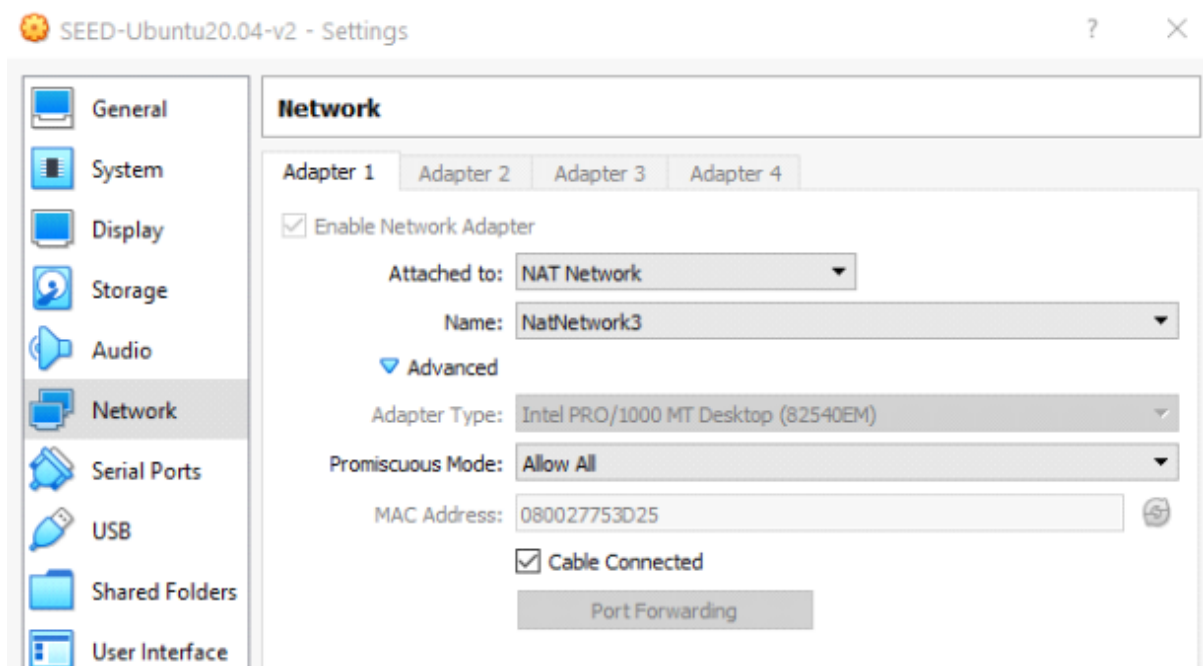 SEED-Ubuntu20.04-v2 - Settings ?
General
System
Display
Storage
Audio
Network
Serial Ports
USB
Shared Folders
User Interface
Network
Adapter 1 Adapter 2 Adapter 3 Adapter 4
Enable Network Adapter
Attached to: NAT Network
Name: NatNetwork3
Advanced
Adapter Type: Intel PRO/1000 MT Desktop (82540EM)
Promiscuous Mode: Allow All
MAC Address: 080027753D25
Cable Connected
Port Forwarding